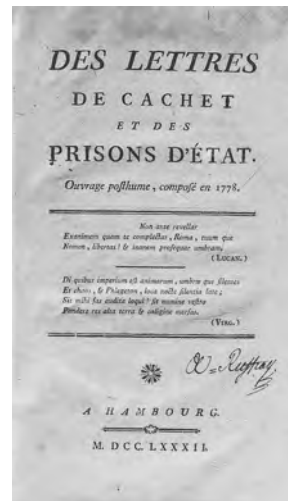 DES LETTRES
DE CACHET
ET DES
PRISONS D'ÉTAT.
Ouvrage poſthume, compoſé en 1778.
Non ante revellar
Exanimem quam te complectar, Roma, tuum que
Nomen, libertas! & inanem proſequar umbram.
(LUCAN.)
Di quibus imperium eſt animarum, umbræ que ſilentes
Et chaos, & Phlegeton, loca nocte ſilentia late;
Sit mihi fas audita loqui! ſit numine veſtro
Pandere res alta terra & caligine merſas.
(VIRG.)
A HAMBOURG.
M. DCC. LXXXII.